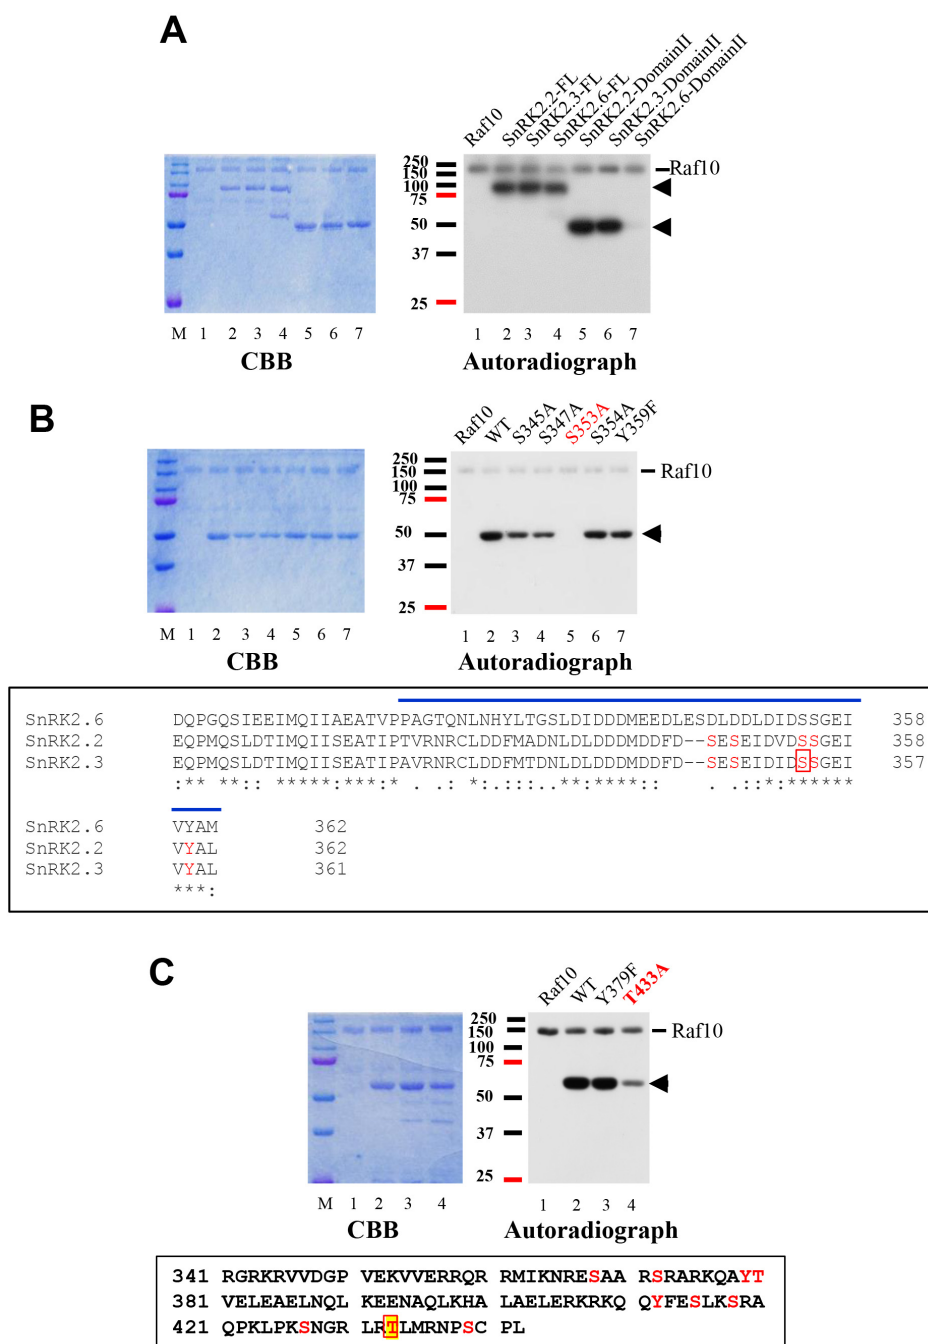 A
Raf10 SnRK2.2-FL SnRK2.3-FL SnRK2.6-FL SnRK2.2-DomainII SnRK2.3-DomainII SnRK2.6-DomainII
250
150
100
75
50
37
25
Raf10
M 1 2 3 4 5 6 7
1 2 3 4 5 6 7
CBB
Autoradiograph
B
Raf10 WT S345A S347A S353A S354A Y359F
250
150
100
75
50
37
25
Raf10
M 1 2 3 4 5 6 7
1 2 3 4 5 6 7
CBB
Autoradiograph
SnRK2.6 DQPGQSIEEIMQIIAEATVPPAGTQNLNHYLTGSLDIDDDMEEDLESDLDDLDIDSSGEI 358
SnRK2.2 EQPMQSLDTIMQIISEATIPTVRNRCLDDFMADNLDLDDDMDDFD--SESEIDVDSSGEI 358
SnRK2.3 EQPMQSLDTIMQIISEATIPAVRNRCLDDFMTDNLDLDDDMDDFD--SESEIDIDSSGEI 357
:** **:: *****:***:* . .:*:.::..**:****:* . .::*:******
SnRK2.6 VYAM 362
SnRK2.2 VYAL 362
SnRK2.3 VYAL 361
***:
C
Raf10 WT Y379F T433A
250
150
100
75
50
37
25
Raf10
M 1 2 3 4
1 2 3 4
CBB
Autoradiograph
341 RGRKRVVDGP VEKVVERRQR RMIKNRESAA RSRARKQAYT
381 VELEAELNQL KEENAQLKHA LAELERKRKQ QYFESLKSRA
421 QPKLPKSNGR LRTLMRNPSC PL